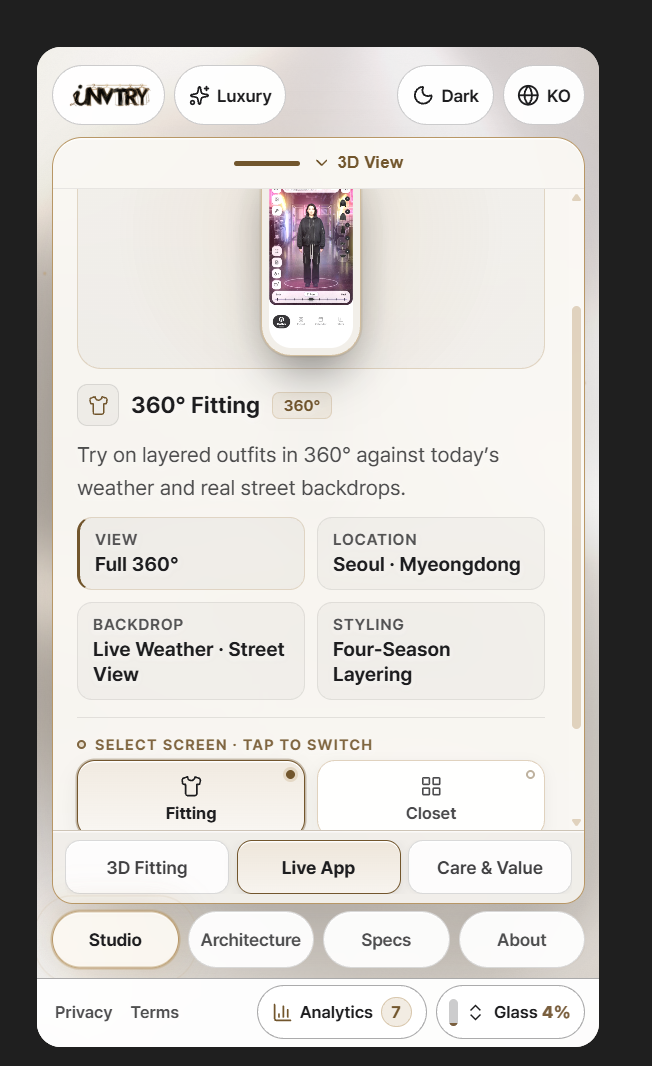 iNVTRY
Luxury
Dark
KO
3D View
360° Fitting
360°
Try on layered outfits in 360° against today’s
weather and real street backdrops.
VIEW
Full 360°
LOCATION
Seoul · Myeongdong
BACKDROP
Live Weather · Street
View
STYLING
Four-Season
Layering
SELECT SCREEN · TAP TO SWITCH
Fitting
Closet
3D Fitting
Live App
Care & Value
Studio
Architecture
Specs
About
Privacy
Terms
Analytics
7
Glass 4%